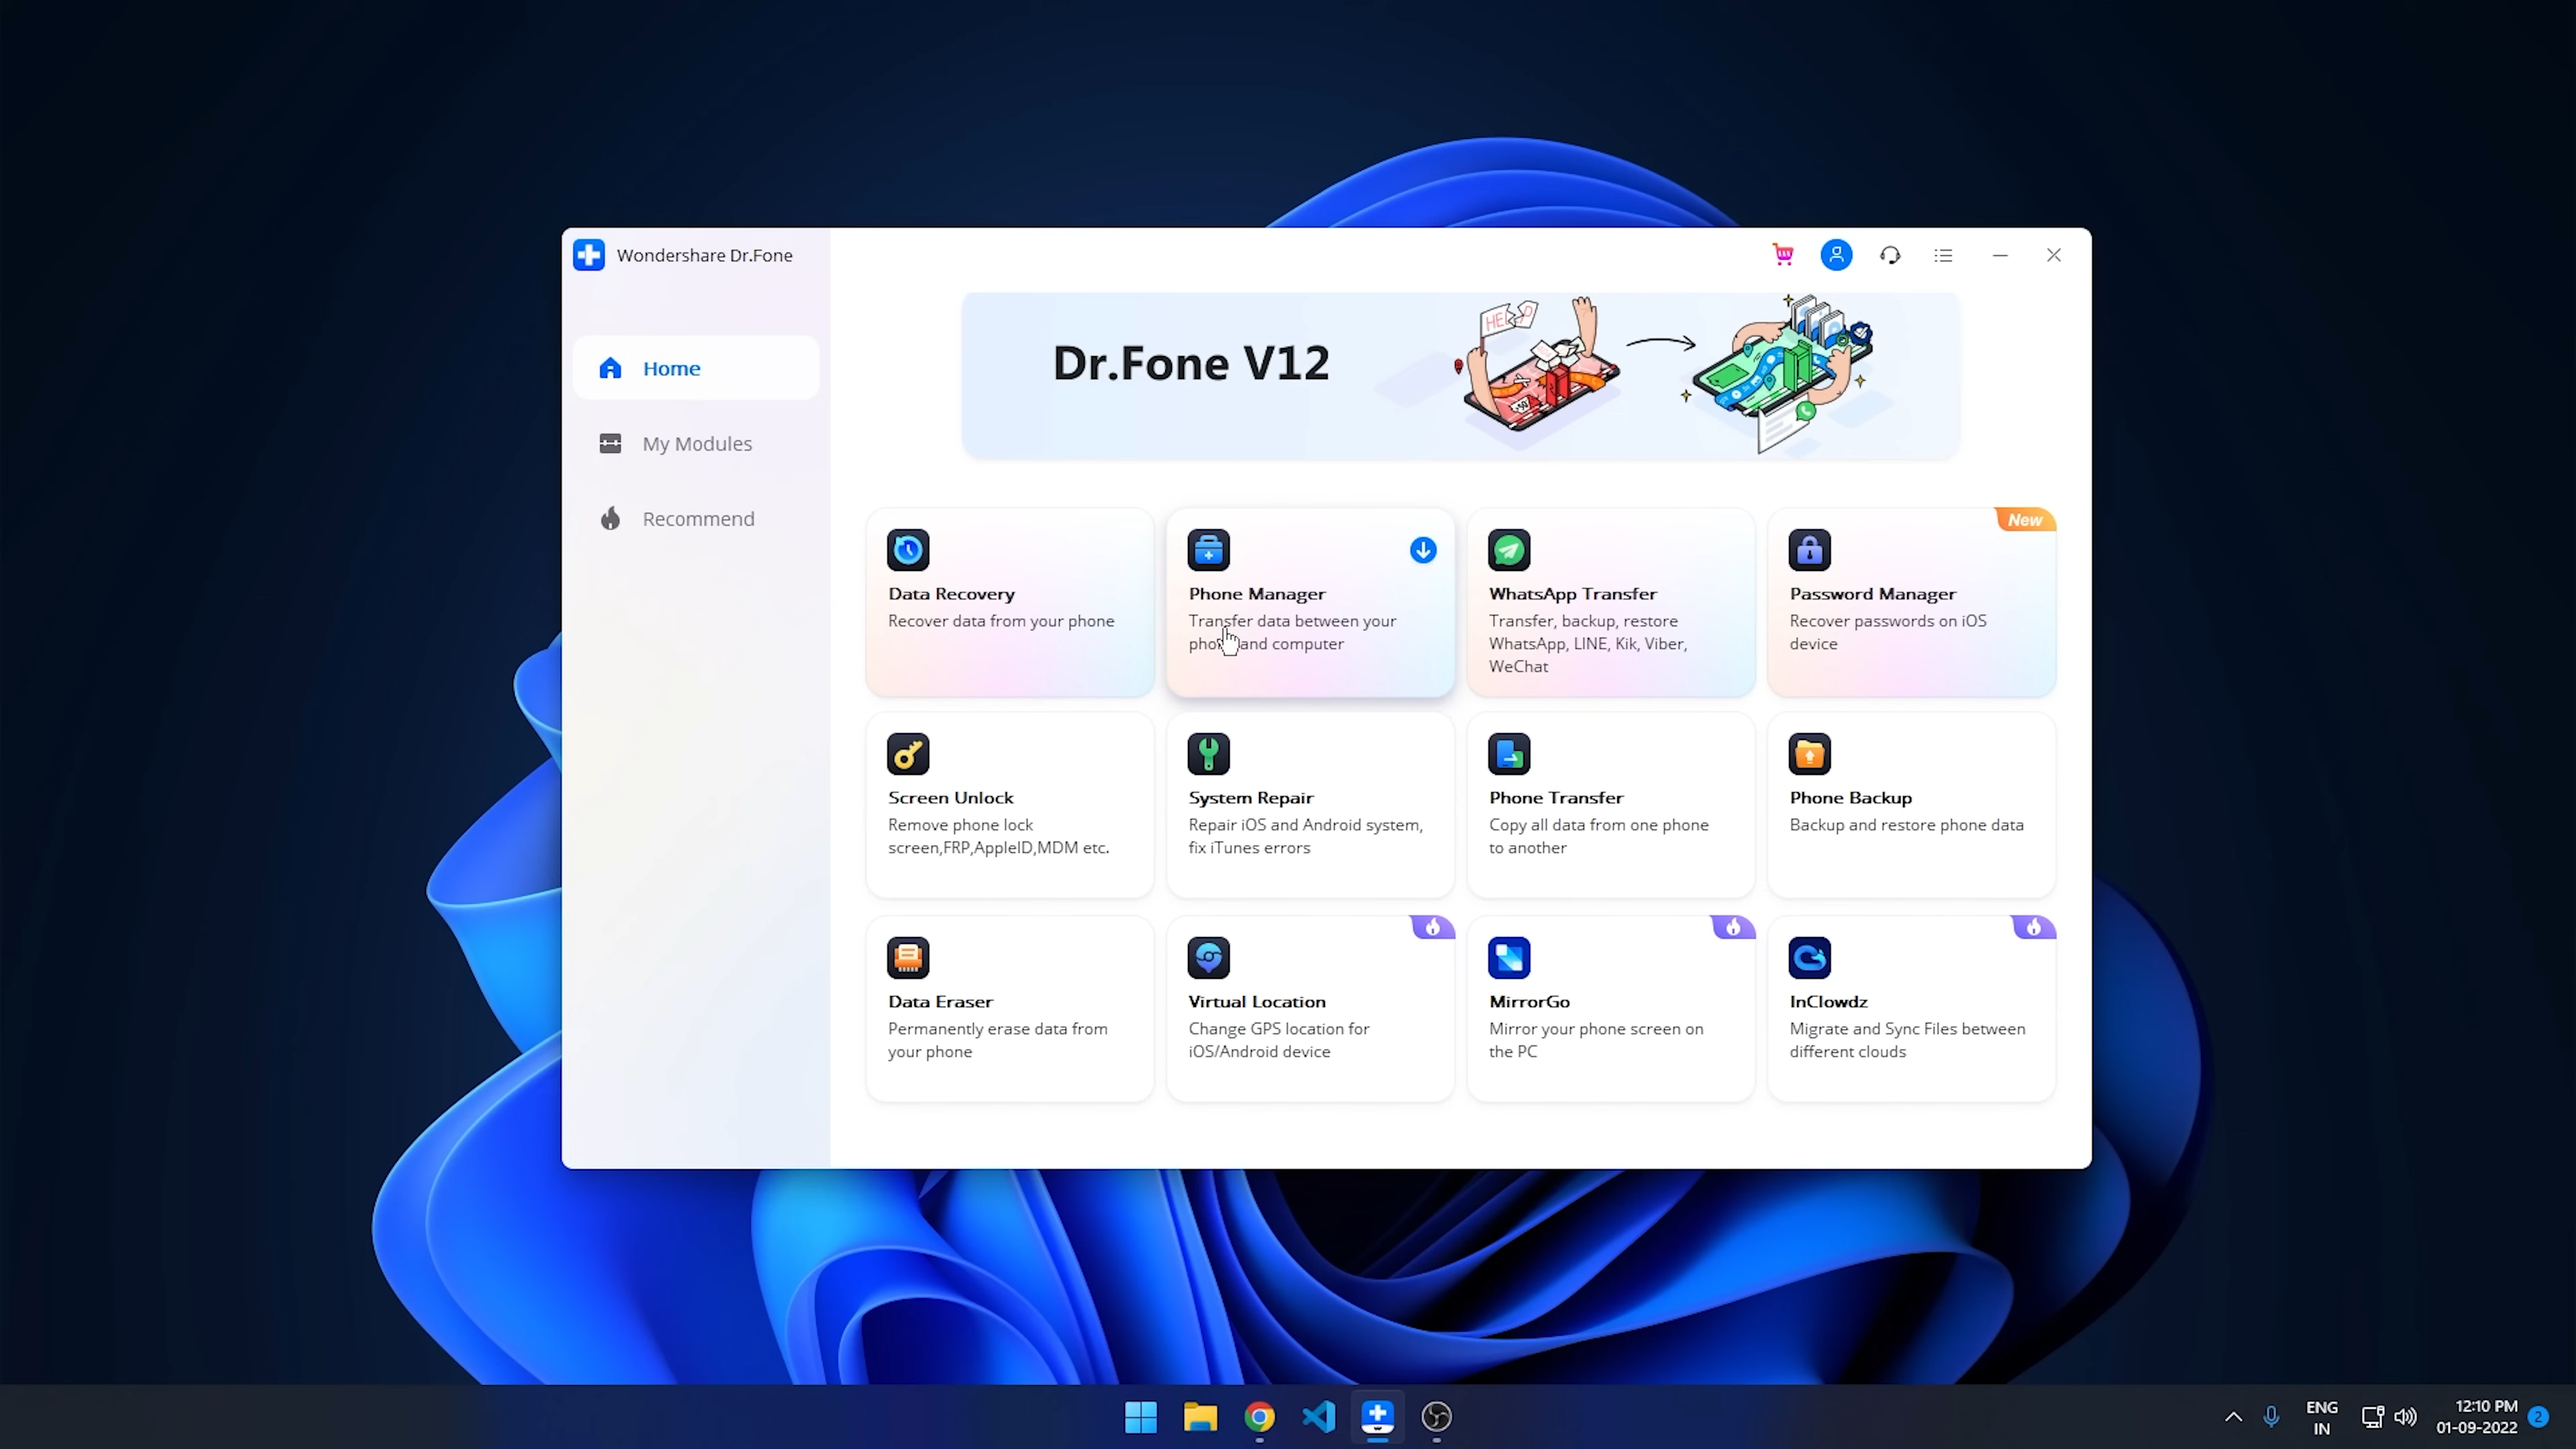 Wondershare Dr.Fone
Home
My Modules
Recommend
Dr.Fone V12
HELP
New
Data Recovery
Recover data from your phone
Phone Manager
Transfer data between your
and computer
WhatsApp Transfer
Transfer, backup, restore
WhatsApp, LINE, Kik, Viber,
WeChat
Password Manager
Recover passwords on iOS
device
Screen Unlock
Remove phone lock
screen,FRP,AppleID,MDM etc.
System Repair
Repair iOS and Android system,
fix iTunes errors
Phone Transfer
Copy all data from one phone
to another
Phone Backup
Backup and restore phone data
Data Eraser
Permanently erase data from
your phone
Virtual Location
Change GPS location for
iOS/Android device
MirrorGo
Mirror your phone screen on
the PC
InClowdz
Migrate and Sync Files between
different clouds
ENG
IN
12:10 PM
01-09-2022
2